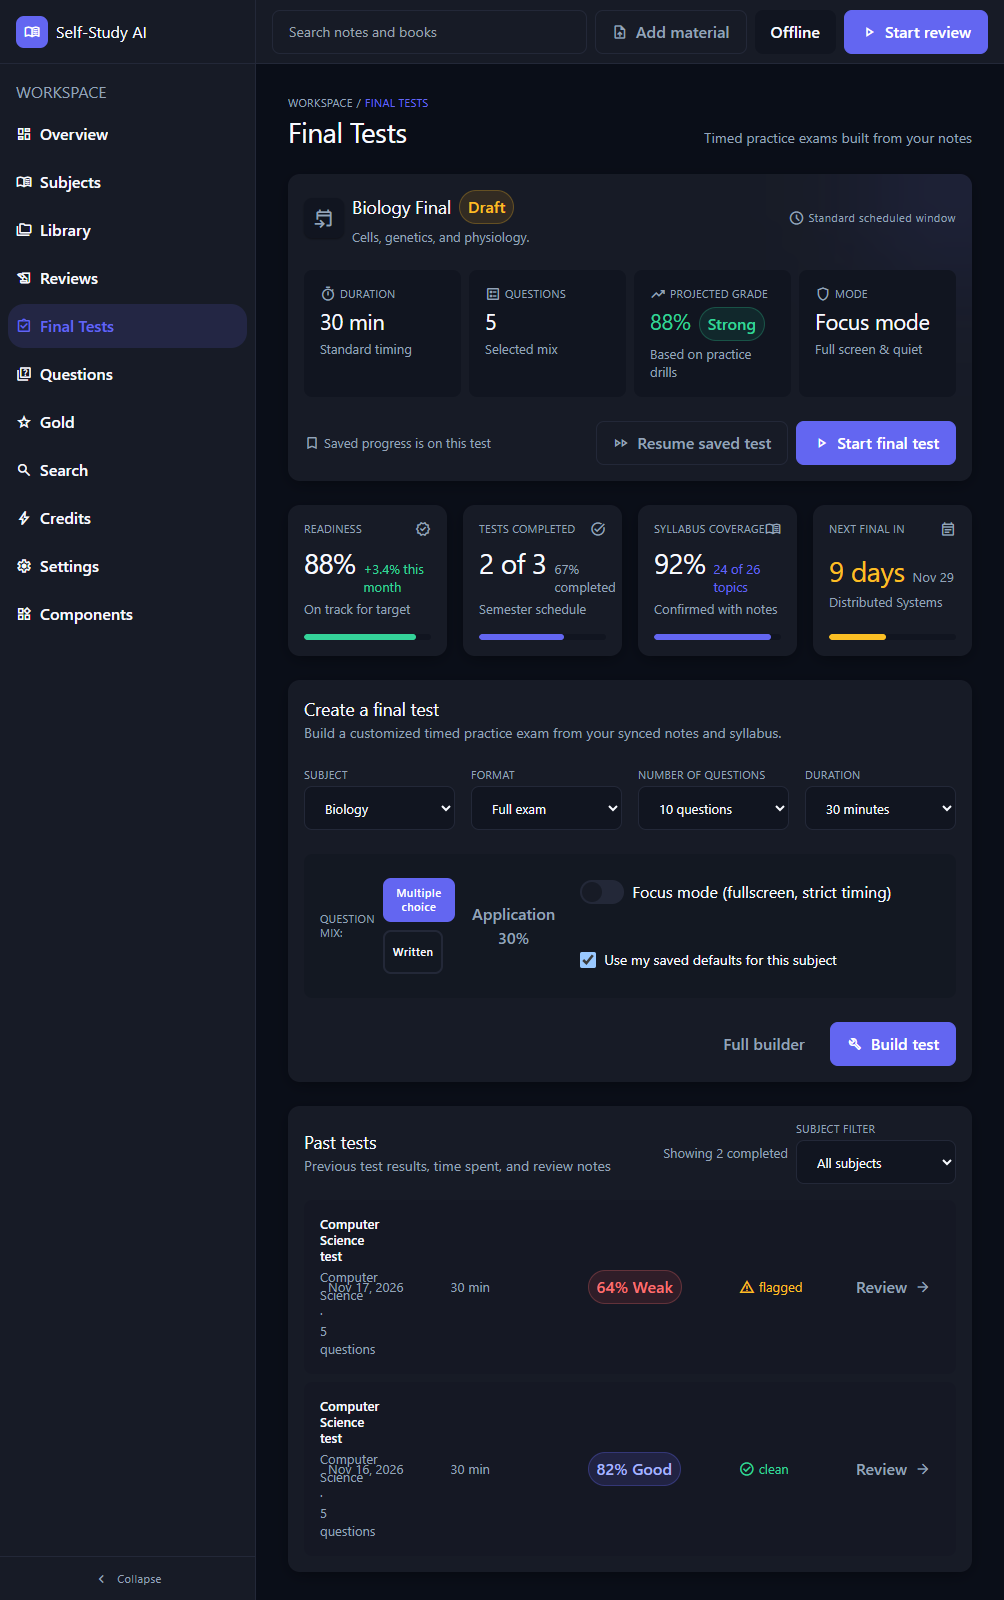 Self-Study AI
Search notes and books
Add material
Offline
Start review
WORKSPACE
Overview
Subjects
Library
Reviews
Final Tests
Questions
Gold
Search
Credits
Settings
Components
Collapse
WORKSPACE / FINAL TESTS
Final Tests
Timed practice exams built from your notes
Biology Final
Draft
Cells, genetics, and physiology.
Standard scheduled window
DURATION
30 min
Standard timing
QUESTIONS
5
Selected mix
PROJECTED GRADE
88%
Strong
Based on practice
drills
MODE
Focus mode
Full screen & quiet
Saved progress is on this test
Resume saved test
Start final test
READINESS
88%
+3.4% this
month
On track for target
TESTS COMPLETED
2 of 3
67%
completed
Semester schedule
SYLLABUS COVERAGE
92%
24 of 26
topics
Confirmed with notes
NEXT FINAL IN
9 days
Nov 29
Distributed Systems
Create a final test
Build a customized timed practice exam from your synced notes and syllabus.
SUBJECT
Biology
FORMAT
Full exam
NUMBER OF QUESTIONS
10 questions
DURATION
30 minutes
QUESTION
MIX:
Multiple
choice
Written
Application
30%
Focus mode (fullscreen, strict timing)
Use my saved defaults for this subject
Full builder
Build test
Past tests
Previous test results, time spent, and review notes
Showing 2 completed
SUBJECT FILTER
All subjects
Computer
Science
test
Computer
Science
·
5
questions
Nov 17, 2026
30 min
64% Weak
flagged
Review
Computer
Science
test
Computer
Science
·
5
questions
Nov 16, 2026
30 min
82% Good
clean
Review